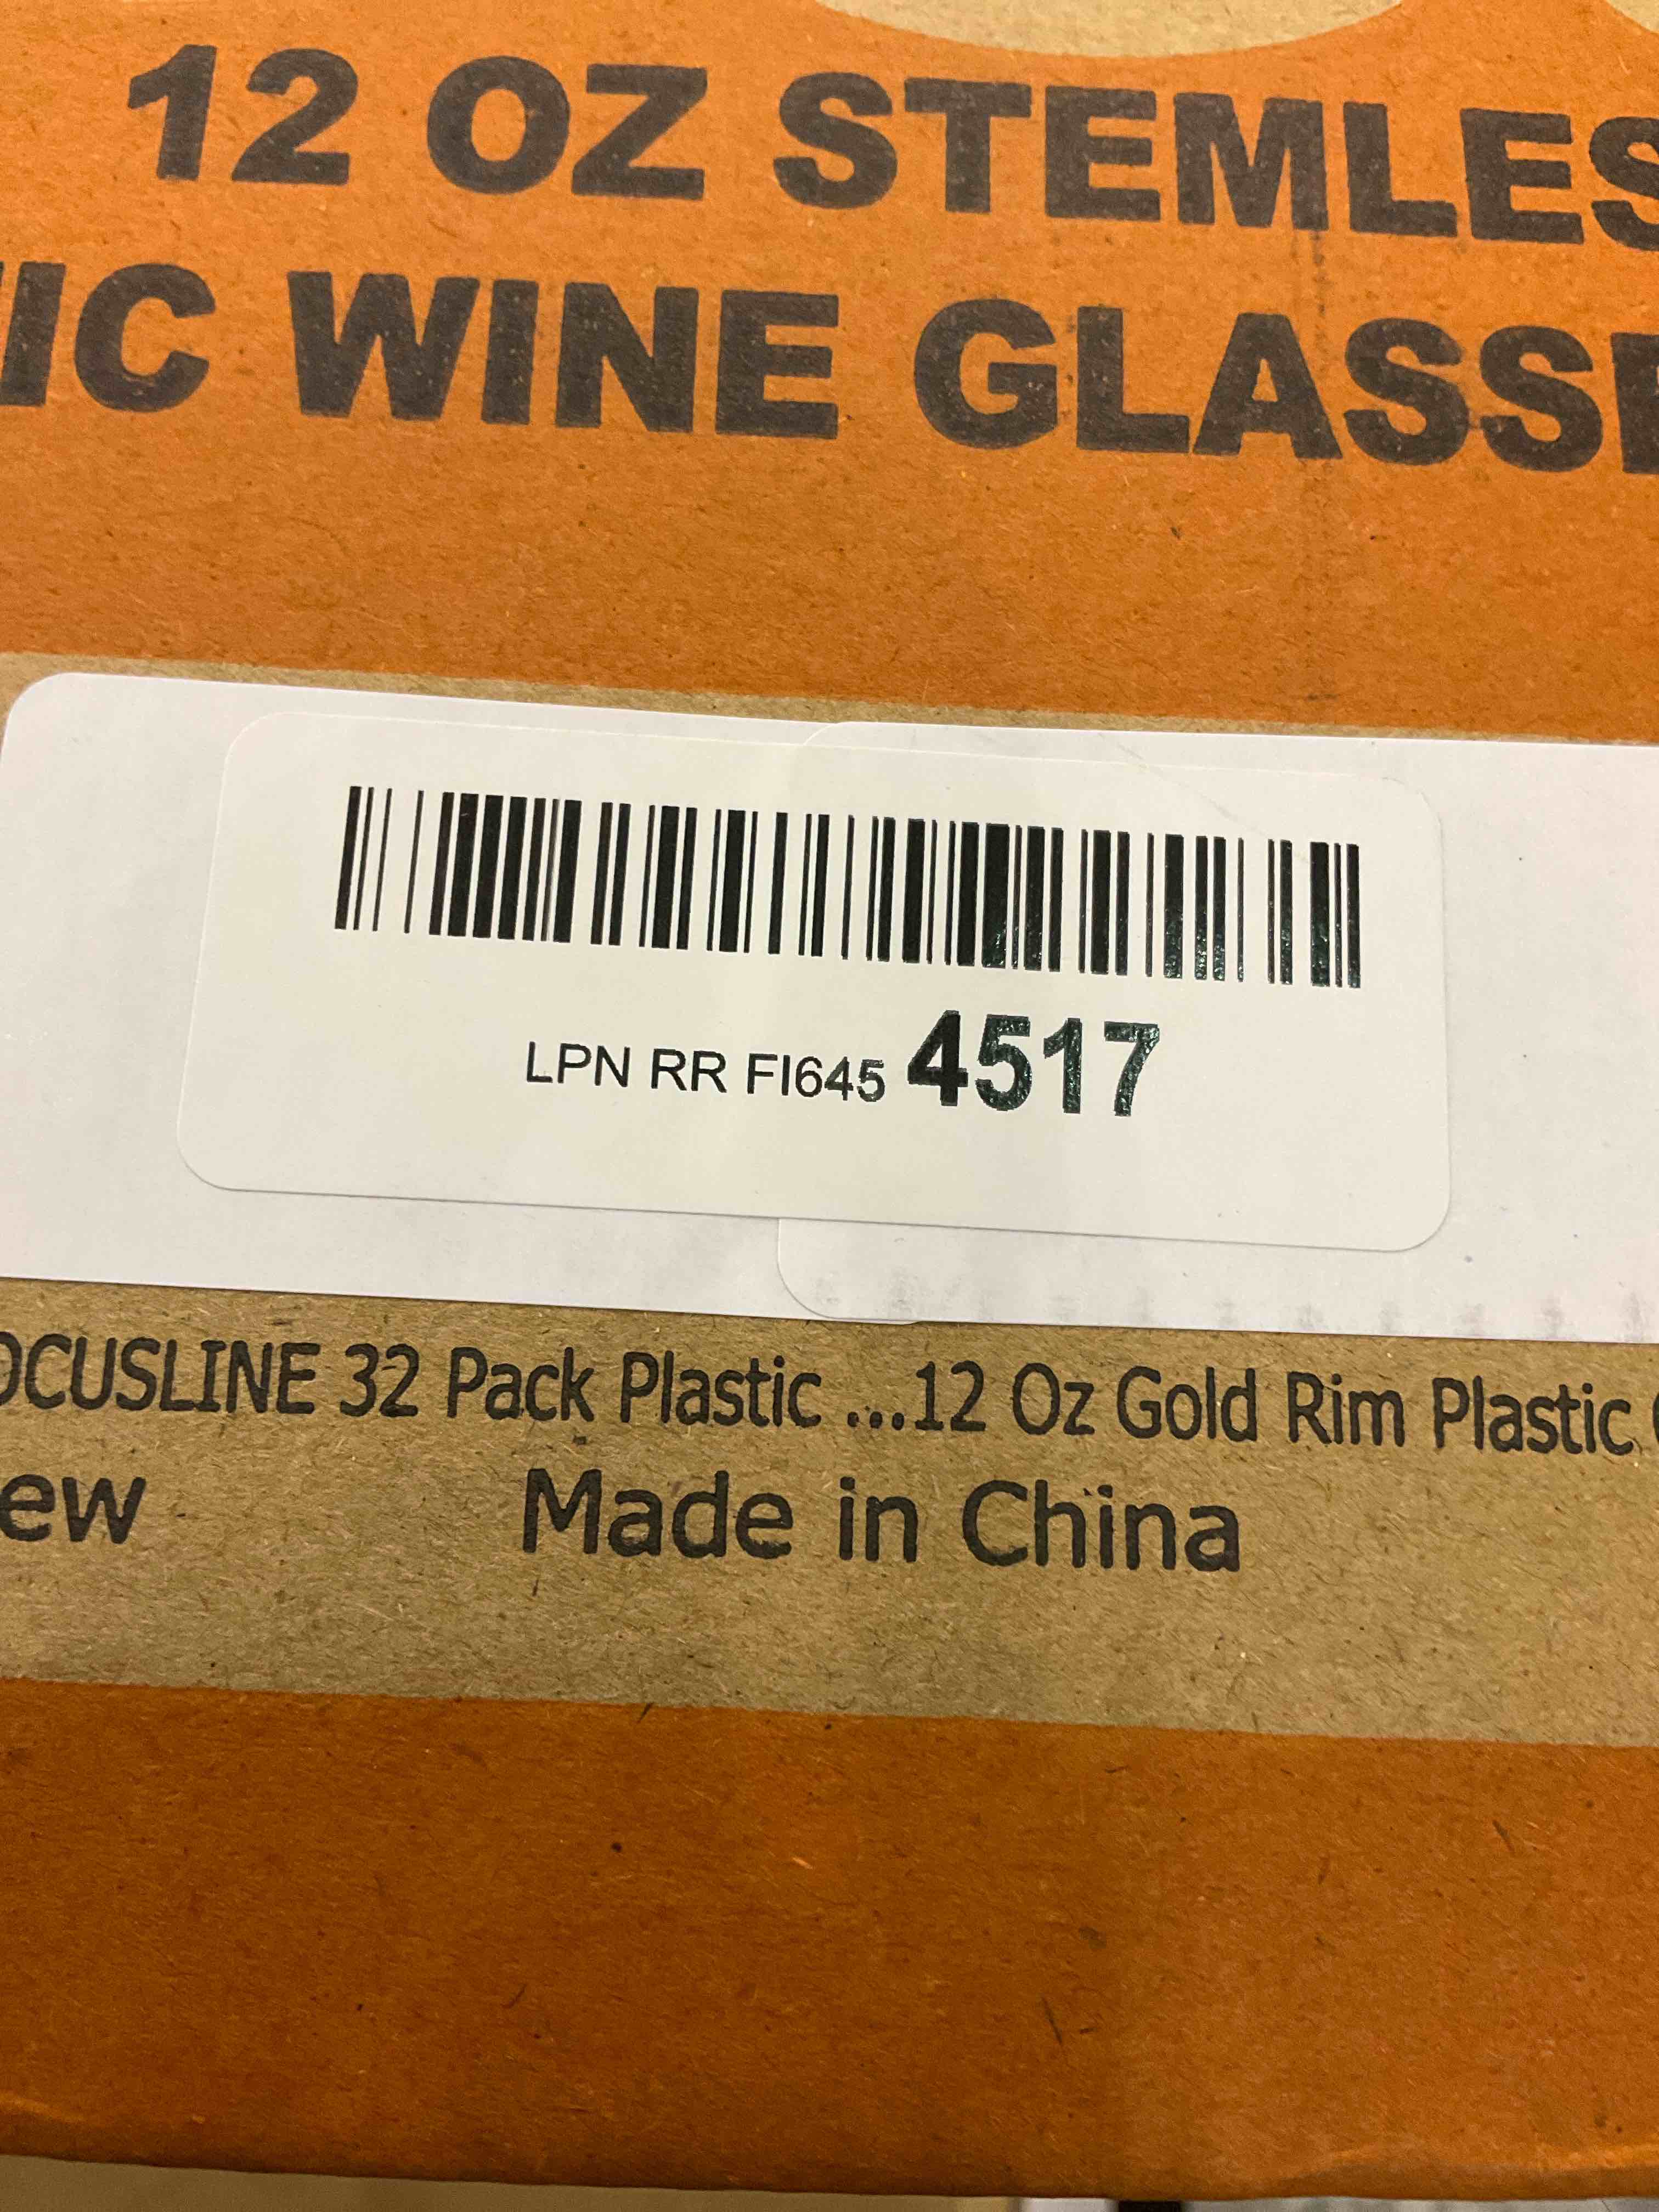 12 OZ STEMLES
IC WINE GLASSE
LPN RR FI645 4517
OCUSLINE 32 Pack Plastic ...12 Oz Gold Rim Plastic
ew Made in China